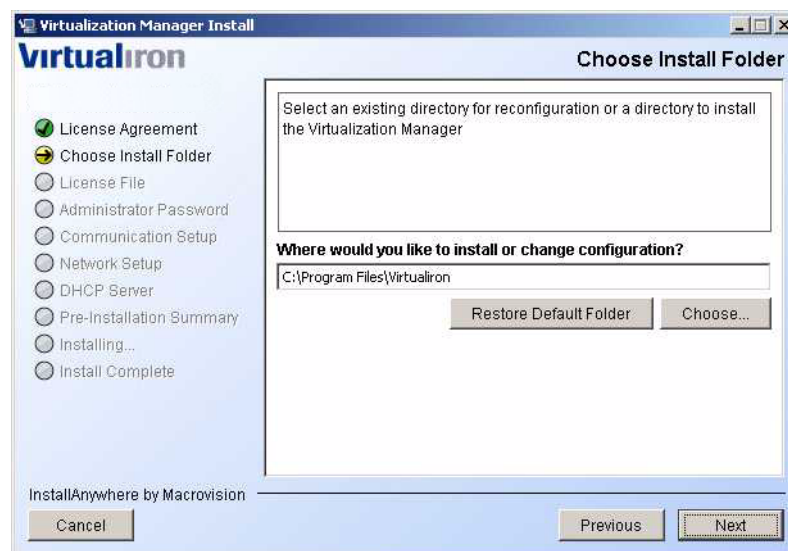 Virtualization Manager Install
Virtualiron
Choose Install Folder
License Agreement
Choose Install Folder
License File
Administrator Password
Communication Setup
Network Setup
DHCP Server
Pre-Installation Summary
Installing...
Install Complete
Select an existing directory for reconfiguration or a directory to install
the Virtualization Manager
Where would you like to install or change configuration?
C:\Program Files\Virtualiron
Restore Default Folder
Choose...
InstallAnywhere by Macrovision
Cancel
Previous
Next